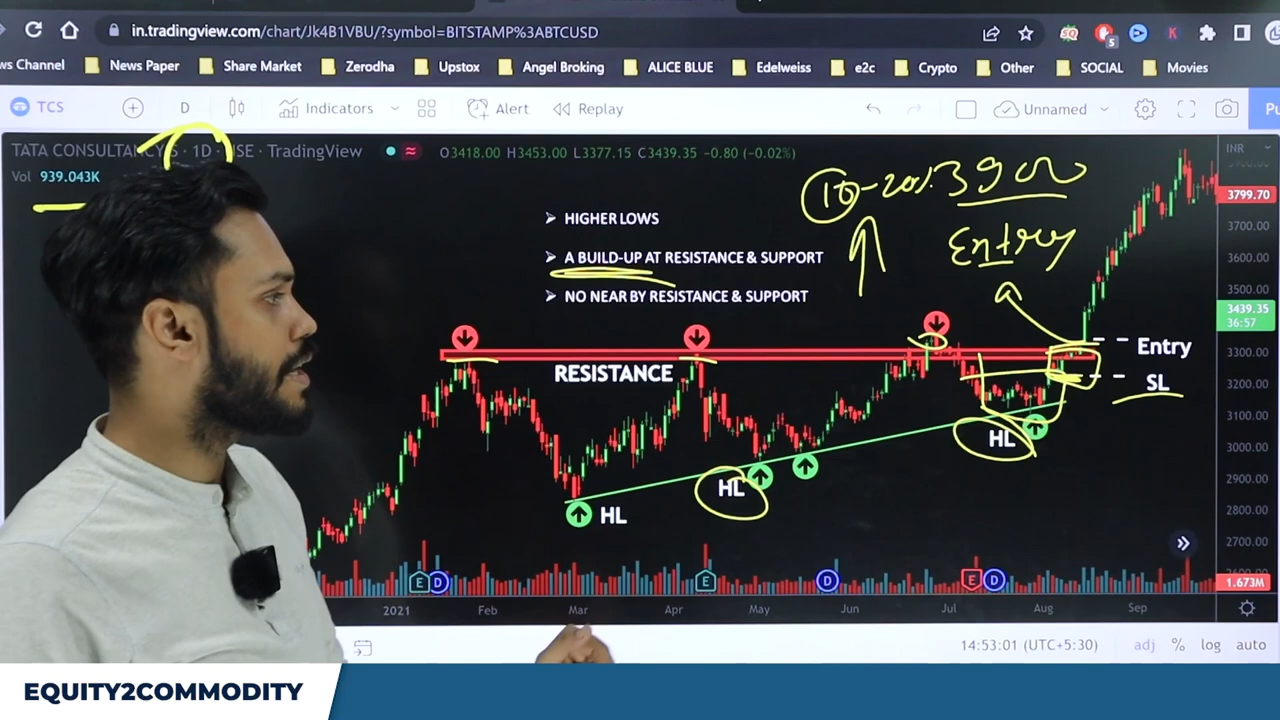 in.tradingview.com/chart/Jk4B1VBU/?symbol=BITSTAMP%3ABTCUSD
ws Channel News Paper Share Market Zerodha Upstox Angel Broking ALICE BLUE Edelweiss e2c Crypto Other SOCIAL Movies
TCS D Indicators Alert Replay Unnamed Pu
TATA CONSULTANCY S · 1D · NSE · TradingView O3418.00 H3453.00 L3377.15 C3439.35 −0.80 (−0.02%) INR
Vol 939.043K
3900
3799.70
HIGHER LOWS
3700.00
Entry
A BUILD-UP AT RESISTANCE & SUPPORT
3600.00
NO NEAR BY RESISTANCE & SUPPORT
3500.00
3439.35
36:57
Entry
3300.00
RESISTANCE
SL
3200.00
3100.00
HL
3000.00
2900.00
HL
HL
2800.00
2700.00
E D E D E D
1.673M
2021 Feb Mar Apr May Jun Jul Aug Sep
14:53:01 (UTC+5:30) adj % log auto
EQUITY2COMMODITY